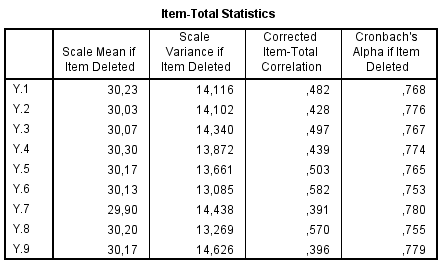 Item-Total Statistics
Scale Mean if Item Deleted | Scale Variance if Item Deleted | Corrected Item-Total Correlation | Cronbach's Alpha if Item Deleted
Y.1 30,23 14,116 ,482 ,768
Y.2 30,03 14,102 ,428 ,776
Y.3 30,07 14,340 ,497 ,767
Y.4 30,30 13,872 ,439 ,774
Y.5 30,17 13,661 ,503 ,765
Y.6 30,13 13,085 ,582 ,753
Y.7 29,90 14,438 ,391 ,780
Y.8 30,20 13,269 ,570 ,755
Y.9 30,17 14,626 ,396 ,779